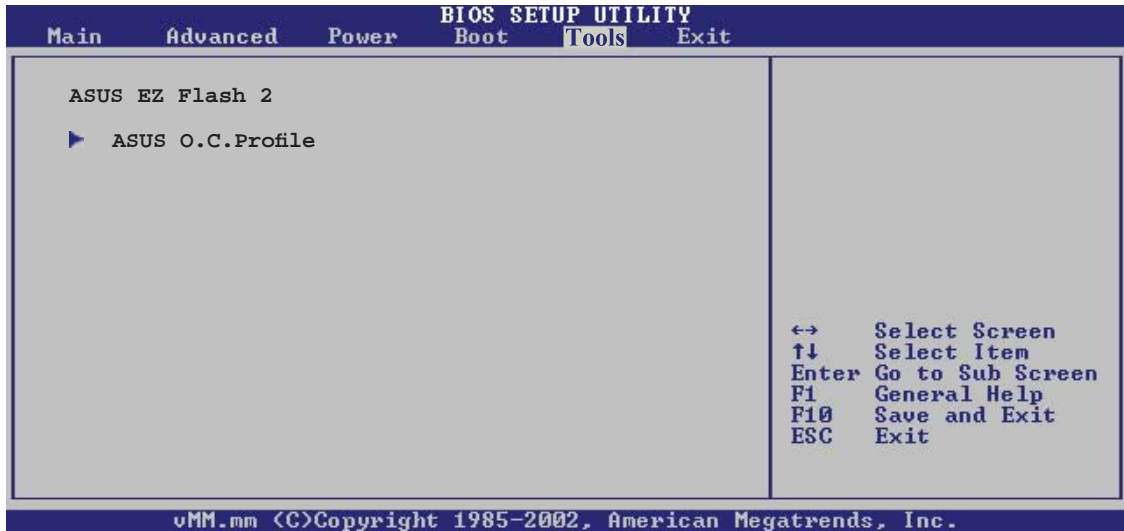 BIOS SETUP UTILITY
Main Advanced Power Boot Tools Exit
ASUS EZ Flash 2
ASUS O.C.Profile
←→ Select Screen
↑↓ Select Item
Enter Go to Sub Screen
F1 General Help
F10 Save and Exit
ESC Exit
vMM.mm (C)Copyright 1985-2002, American Megatrends, Inc.